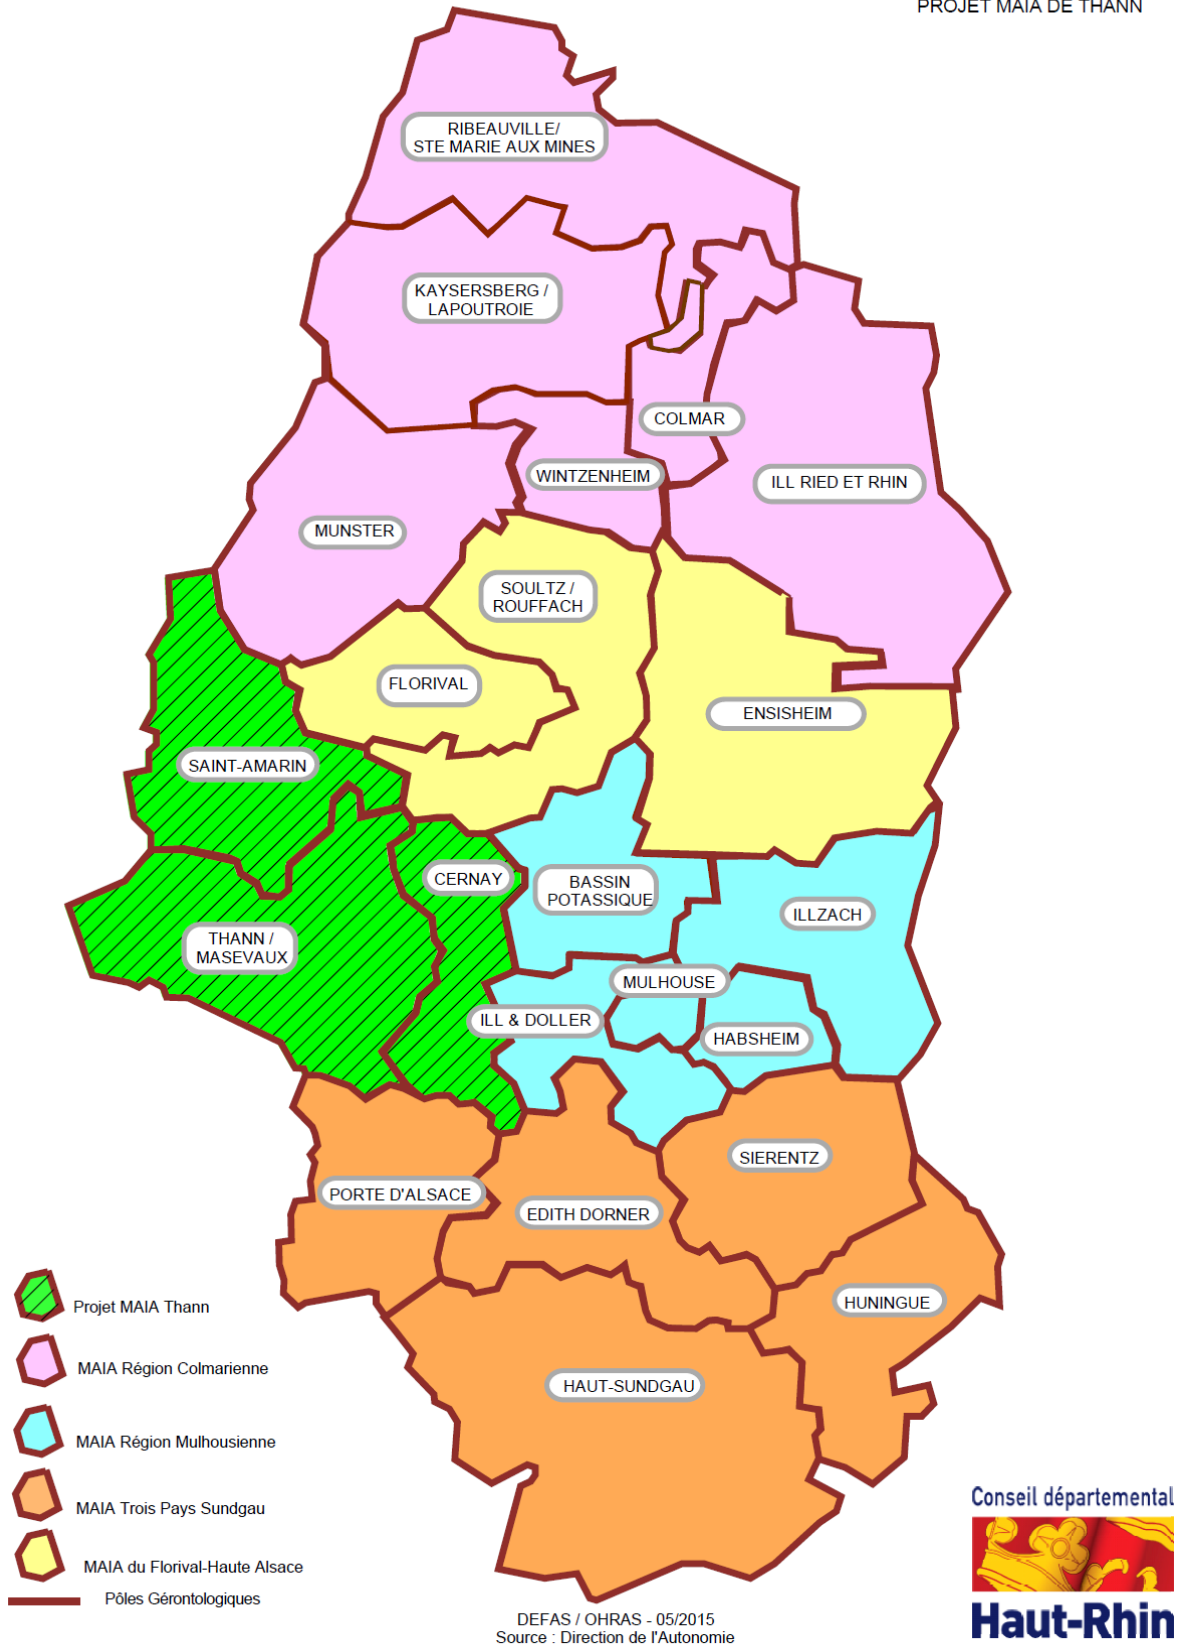 PROJET MAIA DE THANN
RIBEAUVILLE/
STE MARIE AUX MINES
KAYSERSBERG /
LAPOUTROIE
COLMAR
WINTZENHEIM
ILL RIED ET RHIN
MUNSTER
SOULTZ /
ROUFFACH
FLORIVAL
ENSISHEIM
SAINT-AMARIN
CERNAY
BASSIN
POTASSIQUE
ILLZACH
THANN /
MASEVAUX
MULHOUSE
ILL & DOLLER
HABSHEIM
SIERENTZ
PORTE D'ALSACE
EDITH DORNER
HUNINGUE
HAUT-SUNDGAU
Projet MAIA Thann
MAIA Région Colmarienne
MAIA Région Mulhousienne
MAIA Trois Pays Sundgau
MAIA du Florival-Haute Alsace
Pôles Gérontologiques
DEFAS / OHRAS - 05/2015
Source : Direction de l'Autonomie
Conseil départemental
Haut-Rhin